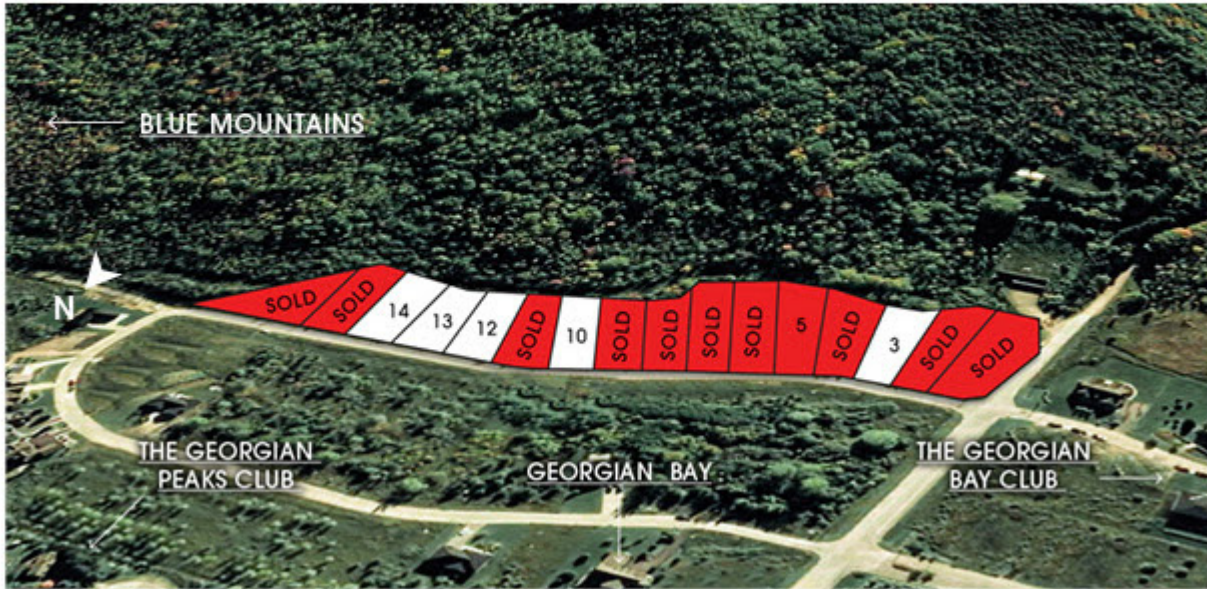 BLUE MOUNTAINS
N
SOLD
SOLD
14
13
12
SOLD
10
SOLD
SOLD
SOLD
SOLD
5
SOLD
3
SOLD
SOLD
THE GEORGIAN
PEAKS CLUB
GEORGIAN BAY
THE GEORGIAN
BAY CLUB